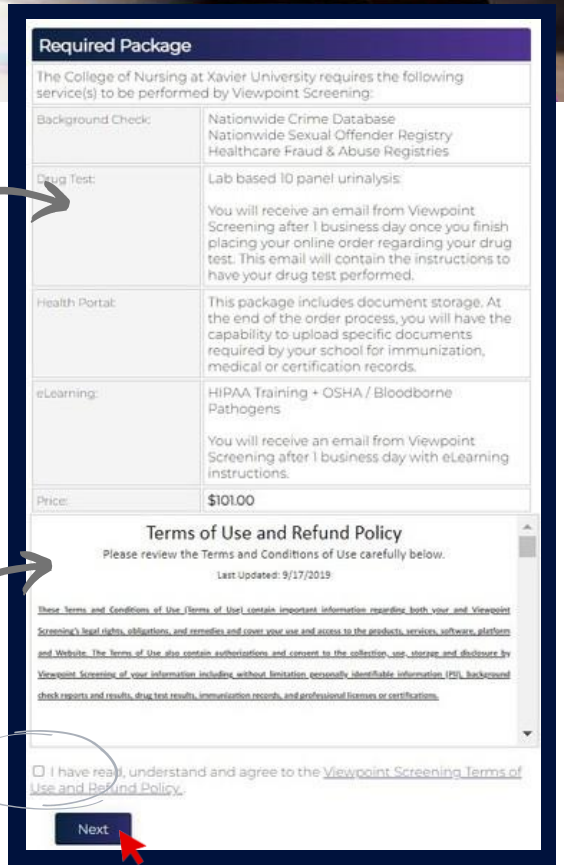 Required Package
The College of Nursing at Xavier University requires the following
service(s) to be performed by Viewpoint Screening:
Background Check:
Nationwide Crime Database
Nationwide Sexual Offender Registry
Healthcare Fraud & Abuse Registries
Drug Test:
Lab based 10 panel urinalysis:
You will receive an email from Viewpoint
Screening after 1 business day once you finish
placing your online order regarding your drug
test. This email will contain the instructions to
have your drug test performed.
Health Portal:
This package includes document storage. At
the end of the order process, you will have the
capability to upload specific documents
required by your school for immunization,
medical or certification records.
eLearning:
HIPAA Training + OSHA / Bloodborne
Pathogens
You will receive an email from Viewpoint
Screening after 1 business day with eLearning
instructions.
Price:
$101.00
Terms of Use and Refund Policy
Please review the Terms and Conditions of Use carefully below.
Last Updated: 9/17/2019
These Terms and Conditions of Use (Terms of Use) contain important information regarding both your and Viewpoint
Screening's legal rights, obligations, and remedies and cover your use and access to the products, services, software, platform
and Website. The Terms of Use also contain authorizations and consent to the collection, use, storage and disclosure by
Viewpoint Screening of your information including without limitation personally identifiable information (PII), background
check reports and results, drug test results, immunization records, and professional licenses or certifications.
I have read, understand and agree to the Viewpoint Screening Terms of
Use and Refund Policy.
Next